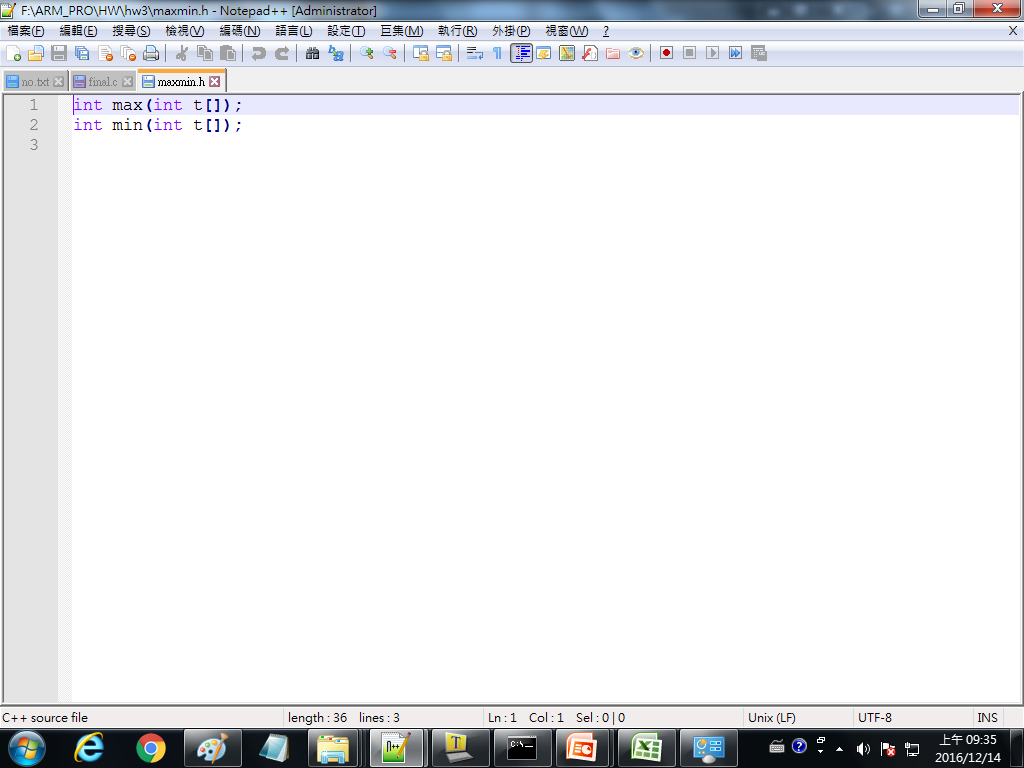 F:\ARM_PRO\HW\hw3\maxmin.h - Notepad++ [Administrator]
檔案(F) 編輯(E) 搜尋(S) 檢視(V) 編碼(N) 語言(L) 設定(T) 巨集(M) 執行(R) 外掛(P) 視窗(W) ? X
no.txt final.c maxmin.h
1 int max(int t[]);
2 int min(int t[]);
3
C++ source file length : 36 lines : 3 Ln : 1 Col : 1 Sel : 0 | 0 Unix (LF) UTF-8 INS
上午 09:35
2016/12/14